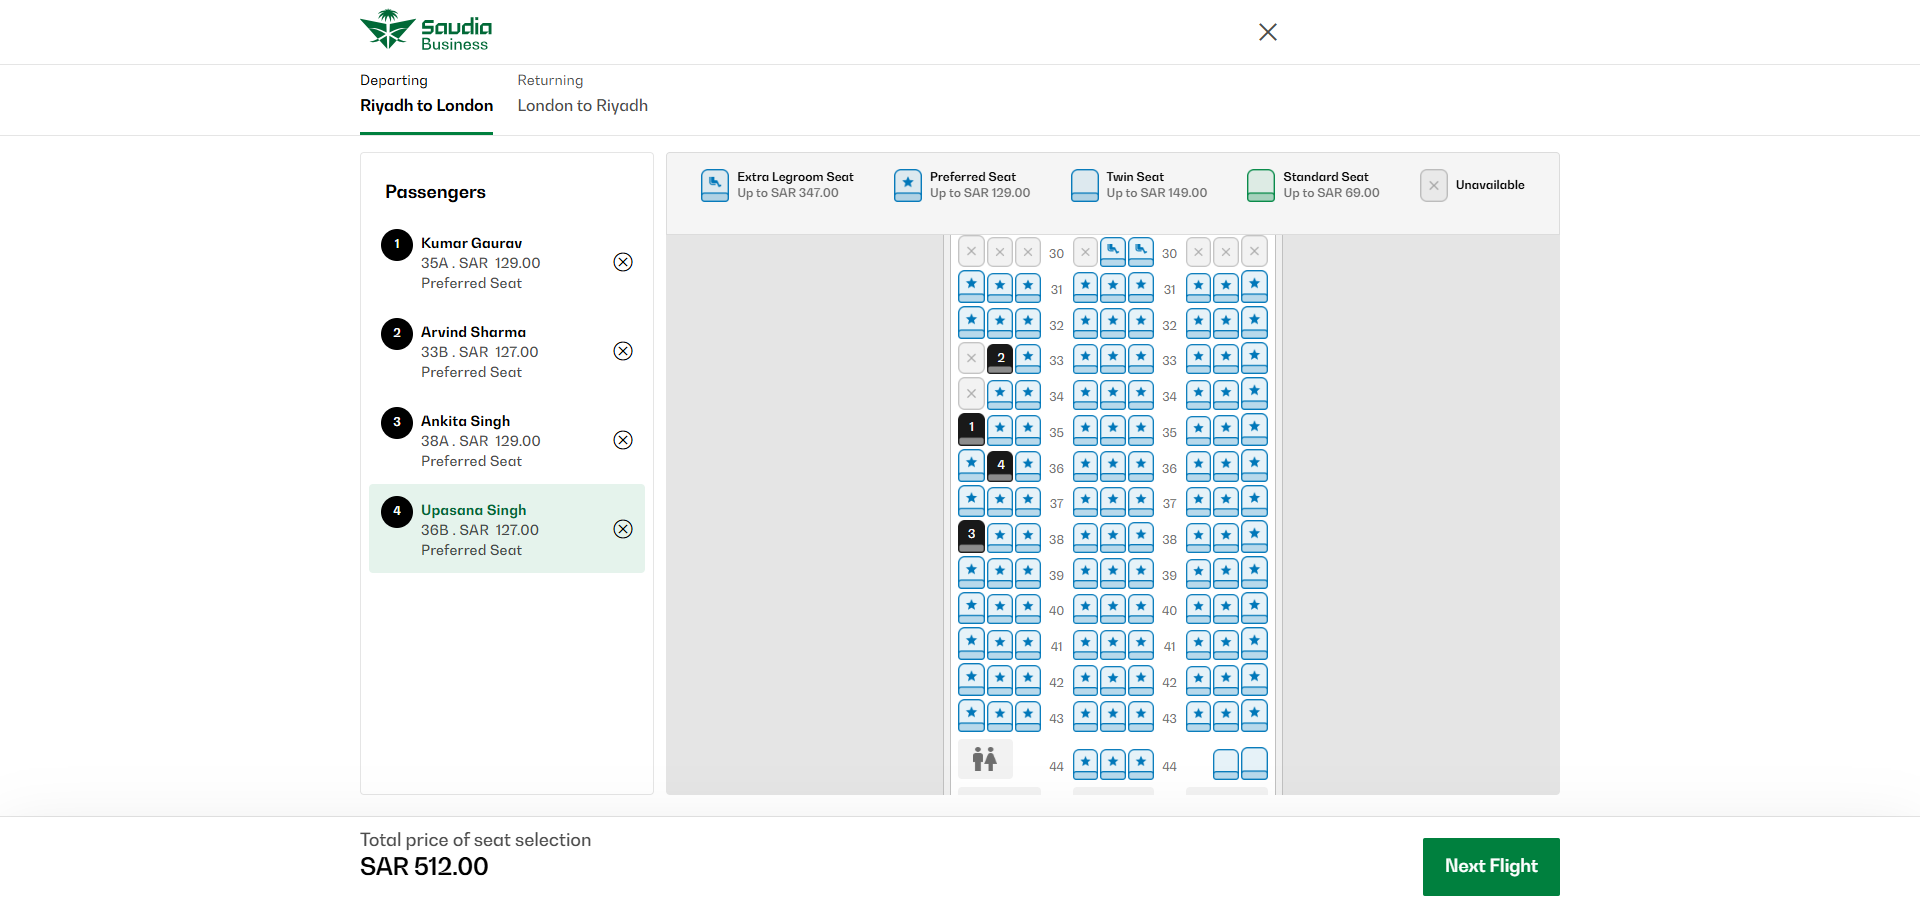 Saudia
Business
Departing
Riyadh to London
Returning
London to Riyadh
Passengers
1
Kumar Gaurav
35A . SAR 129.00
Preferred Seat
2
Arvind Sharma
33B . SAR 127.00
Preferred Seat
3
Ankita Singh
38A . SAR 129.00
Preferred Seat
4
Upasana Singh
36B . SAR 127.00
Preferred Seat
Extra Legroom Seat
Up to SAR 347.00
Preferred Seat
Up to SAR 129.00
Twin Seat
Up to SAR 149.00
Standard Seat
Up to SAR 69.00
Unavailable
30 30
31 31
32 32
2 33 33
34 34
1 35 35
4 36 36
37 37
3 38 38
39 39
40 40
41 41
42 42
43 43
44 44
Total price of seat selection
SAR 512.00
Next Flight